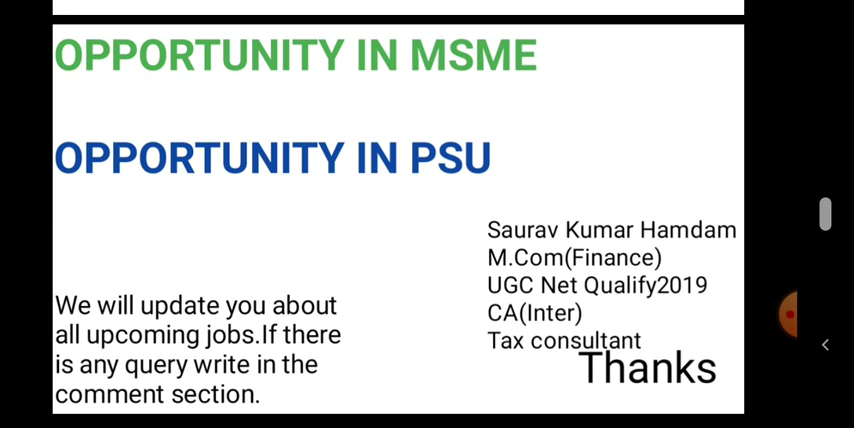 OPPORTUNITY IN MSME
OPPORTUNITY IN PSU
Saurav Kumar Hamdam
M.Com(Finance)
UGC Net Qualify2019
CA(Inter)
Tax consultant
Thanks
We will update you about
all upcoming jobs.If there
is any query write in the
comment section.